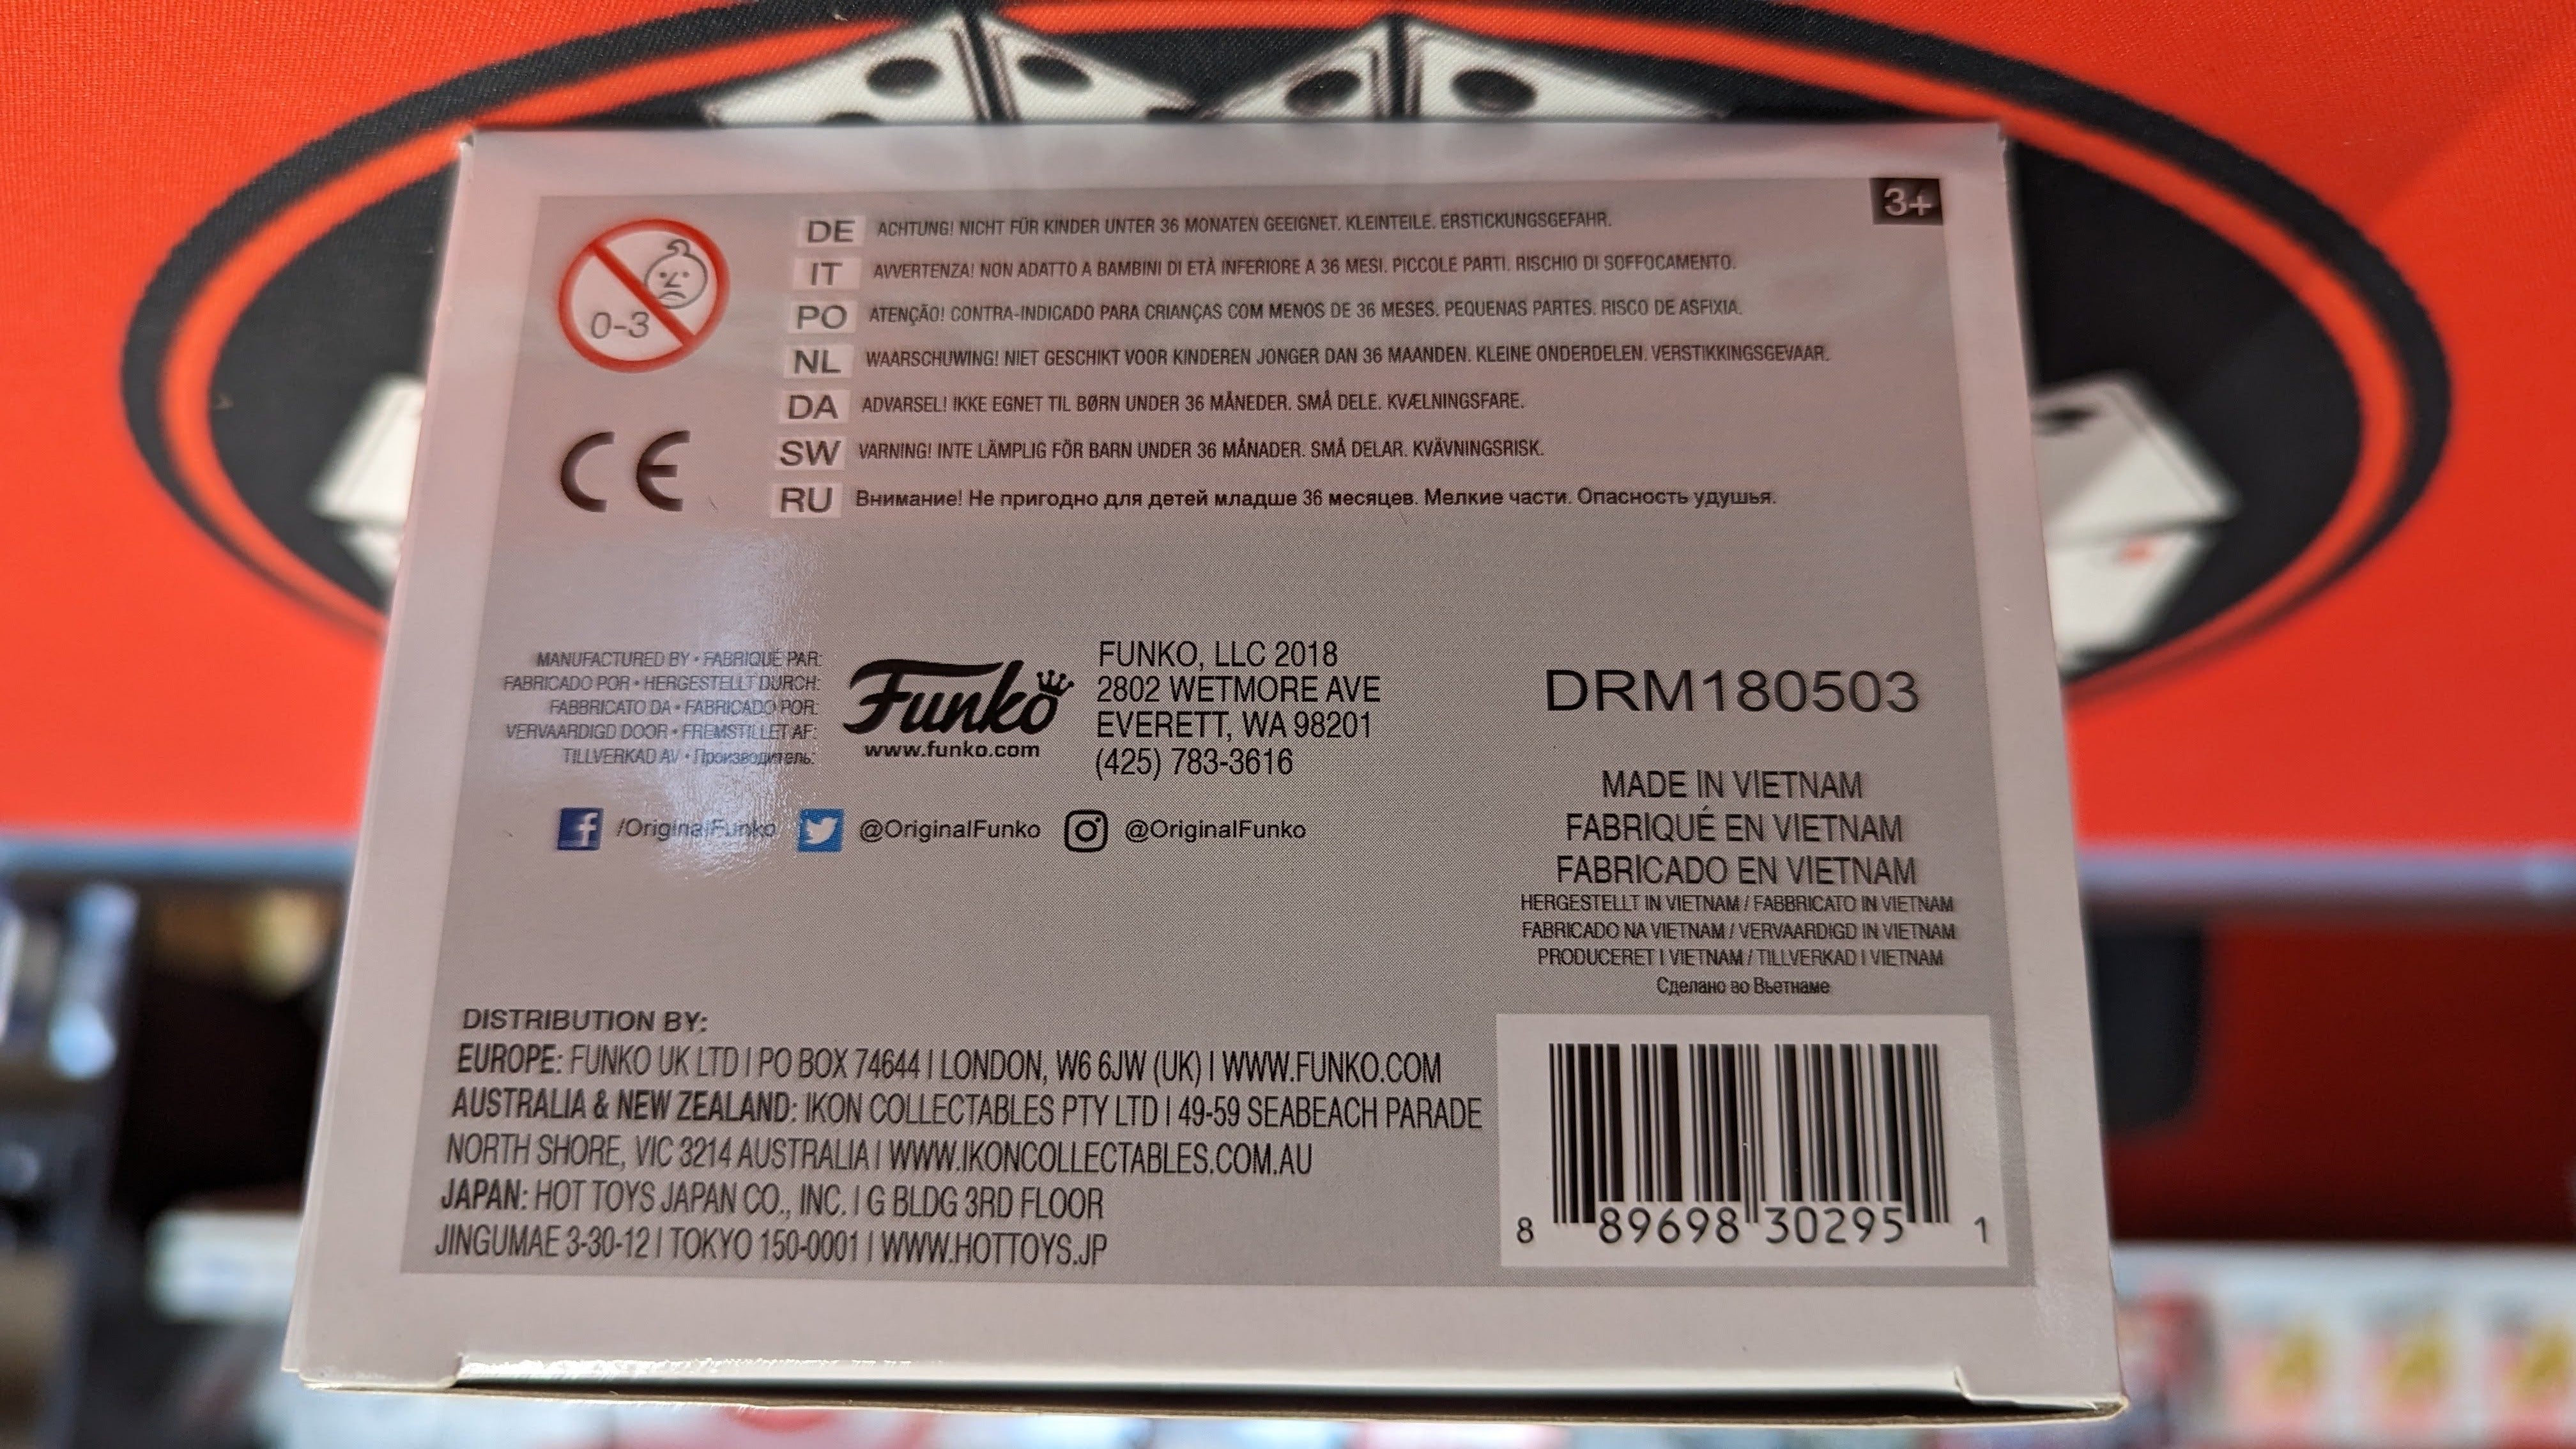 3+
0-3
DE ACHTUNG! NICHT FÜR KINDER UNTER 36 MONATEN GEEIGNET. KLEINTEILE. ERSTICKUNGSGEFAHR.
IT AVVERTENZA! NON ADATTO A BAMBINI DI ETÀ INFERIORE A 36 MESI. PICCOLE PARTI. RISCHIO DI SOFFOCAMENTO.
PO ATENÇÃO! CONTRA-INDICADO PARA CRIANÇAS COM MENOS DE 36 MESES. PEQUENAS PARTES. RISCO DE ASFIXIA.
NL WAARSCHUWING! NIET GESCHIKT VOOR KINDEREN JONGER DAN 36 MAANDEN. KLEINE ONDERDELEN. VERSTIKKINGSGEVAAR.
DA ADVARSEL! IKKE EGNET TIL BØRN UNDER 36 MÅNEDER. SMÅ DELE. KVÆLNINGSFARE.
SW VARNING! INTE LÄMPLIG FÖR BARN UNDER 36 MÅNADER. SMÅ DELAR. KVÄVNINGSRISK.
RU Внимание! Не пригодно для детей младше 36 месяцев. Мелкие части. Опасность удушья.
CE
MANUFACTURED BY • FABRIQUÉ PAR:
FABRICADO POR • HERGESTELLT DURCH:
FABBRICATO DA • FABRICADO POR:
VERVAARDIGD DOOR • FREMSTILLET AF:
TILLVERKAD AV • Производитель:
Funko
www.funko.com
FUNKO, LLC 2018
2802 WETMORE AVE
EVERETT, WA 98201
(425) 783-3616
/OriginalFunko @OriginalFunko @OriginalFunko
DRM180503
MADE IN VIETNAM
FABRIQUÉ EN VIETNAM
FABRICADO EN VIETNAM
HERGESTELLT IN VIETNAM / FABBRICATO IN VIETNAM
FABRICADO NA VIETNAM / VERVAARDIGD IN VIETNAM
PRODUCERET I VIETNAM / TILLVERKAD I VIETNAM
Сделано во Вьетнаме
DISTRIBUTION BY:
EUROPE: FUNKO UK LTD | PO BOX 74644 | LONDON, W6 6JW (UK) | WWW.FUNKO.COM
AUSTRALIA & NEW ZEALAND: IKON COLLECTABLES PTY LTD | 49-59 SEABEACH PARADE
NORTH SHORE, VIC 3214 AUSTRALIA | WWW.IKONCOLLECTABLES.COM.AU
JAPAN: HOT TOYS JAPAN CO., INC. | G BLDG 3RD FLOOR
JINGUMAE 3-30-12 | TOKYO 150-0001 | WWW.HOTTOYS.JP
8 89698 30295 1